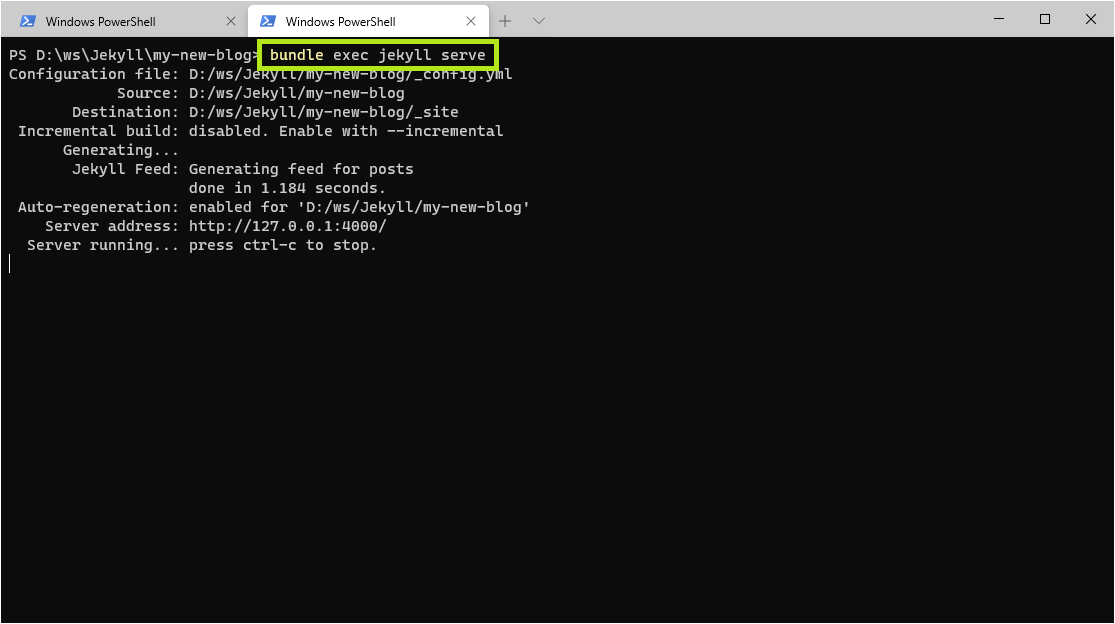 Windows PowerShell
Windows PowerShell
PS D:\ws\Jekyll\my-new-blog> bundle exec jekyll serve
Configuration file: D:/ws/Jekyll/my-new-blog/_config.yml
Source: D:/ws/Jekyll/my-new-blog
Destination: D:/ws/Jekyll/my-new-blog/_site
Incremental build: disabled. Enable with --incremental
Generating...
Jekyll Feed: Generating feed for posts
done in 1.184 seconds.
Auto-regeneration: enabled for 'D:/ws/Jekyll/my-new-blog'
Server address: http://127.0.0.1:4000/
Server running... press ctrl-c to stop.